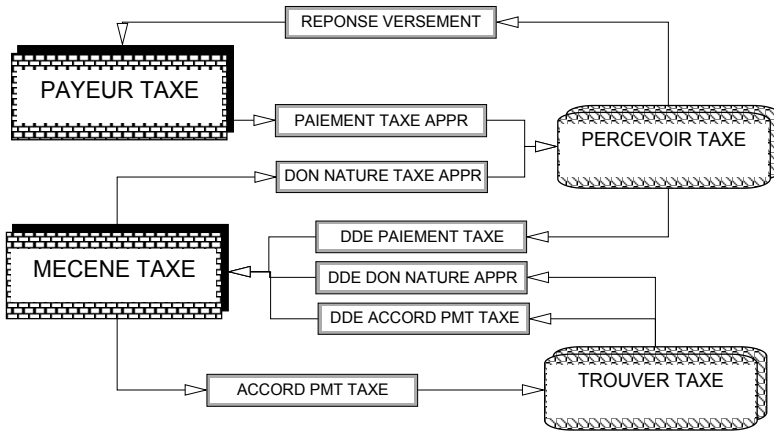 REPONSE VERSEMENT
PAYEUR TAXE
PAIEMENT TAXE APPR
PERCEVOIR TAXE
DON NATURE TAXE APPR
DDE PAIEMENT TAXE
MECENE TAXE
DDE DON NATURE APPR
DDE ACCORD PMT TAXE
TROUVER TAXE
ACCORD PMT TAXE